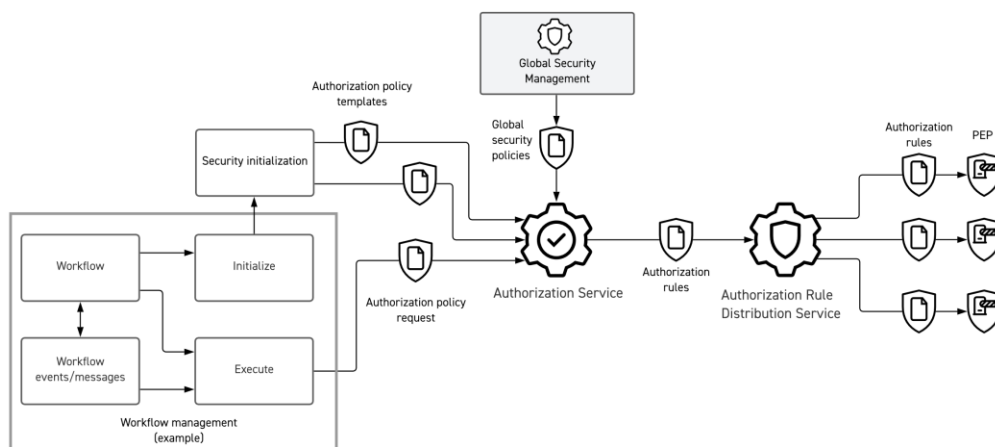 Global Security
Management
Authorization policy
templates
Global
security
policies
Authorization
rules
PEP
Security initialization
Workflow
Initialize
Authorization policy
request
Authorization Service
Authorization
rules
Authorization Rule
Distribution Service
Workflow
events/messages
Execute
Workflow management
(example)